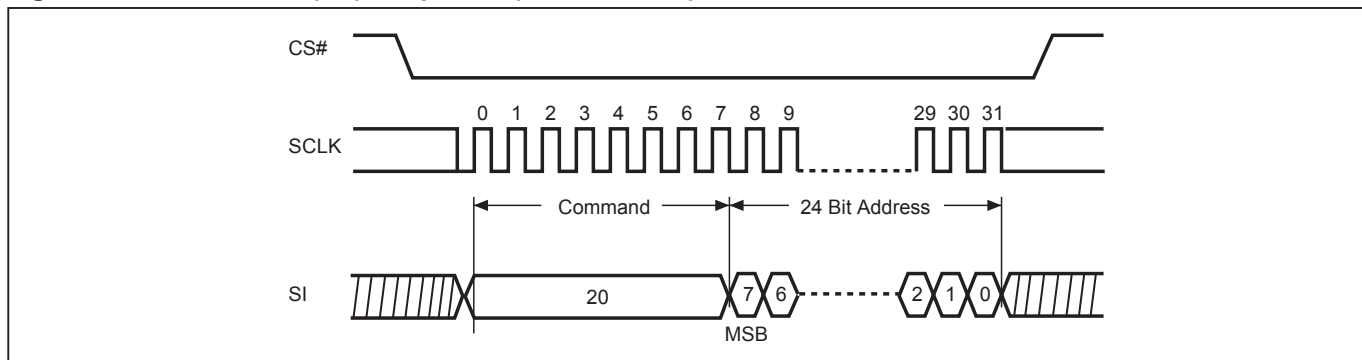 CS#
0 1 2 3 4 5 6 7 8 9 29 30 31
SCLK
Command 24 Bit Address
SI 20 7 6 2 1 0
MSB